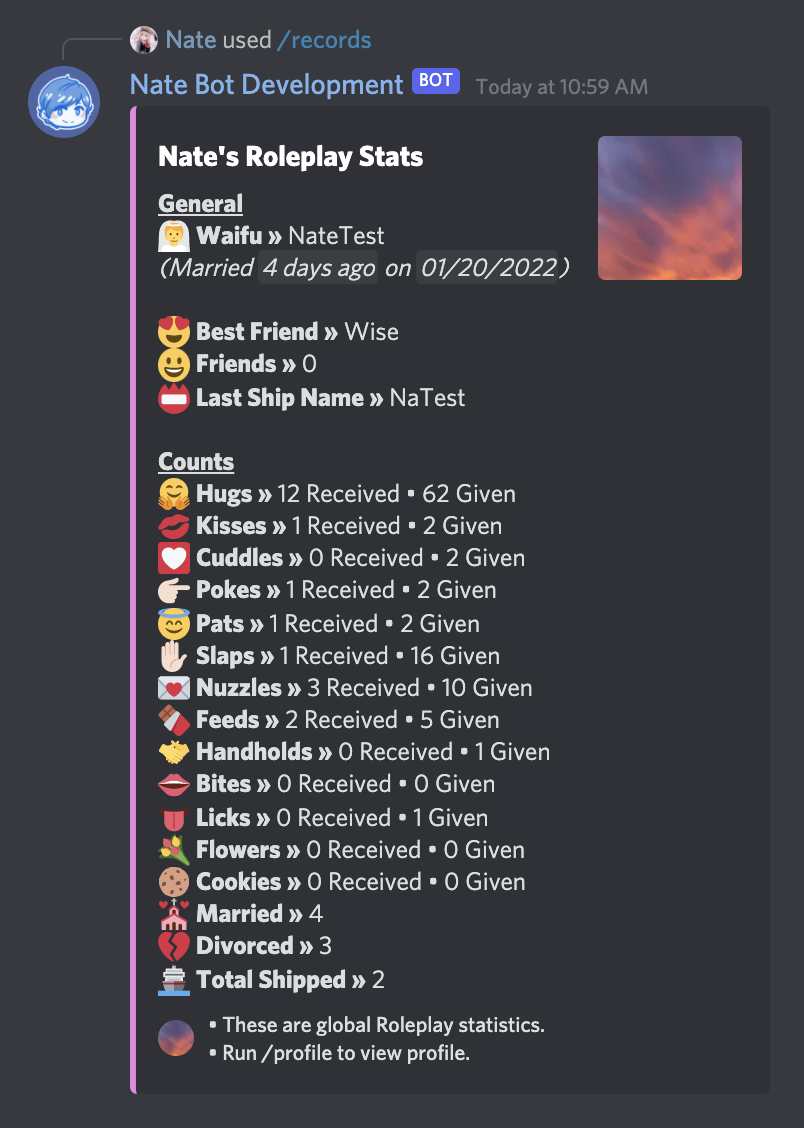 Nate used /records
Nate Bot Development BOT Today at 10:59 AM
Nate's Roleplay Stats
General
Waifu » NateTest
(Married 4 days ago on 01/20/2022)
Best Friend » Wise
Friends » 0
Last Ship Name » NaTest
Counts
Hugs » 12 Received • 62 Given
Kisses » 1 Received • 2 Given
Cuddles » 0 Received • 2 Given
Pokes » 1 Received • 2 Given
Pats » 1 Received • 2 Given
Slaps » 1 Received • 16 Given
Nuzzles » 3 Received • 10 Given
Feeds » 2 Received • 5 Given
Handholds » 0 Received • 1 Given
Bites » 0 Received • 0 Given
Licks » 0 Received • 1 Given
Flowers » 0 Received • 0 Given
Cookies » 0 Received • 0 Given
Married » 4
Divorced » 3
Total Shipped » 2
• These are global Roleplay statistics.
• Run /profile to view profile.